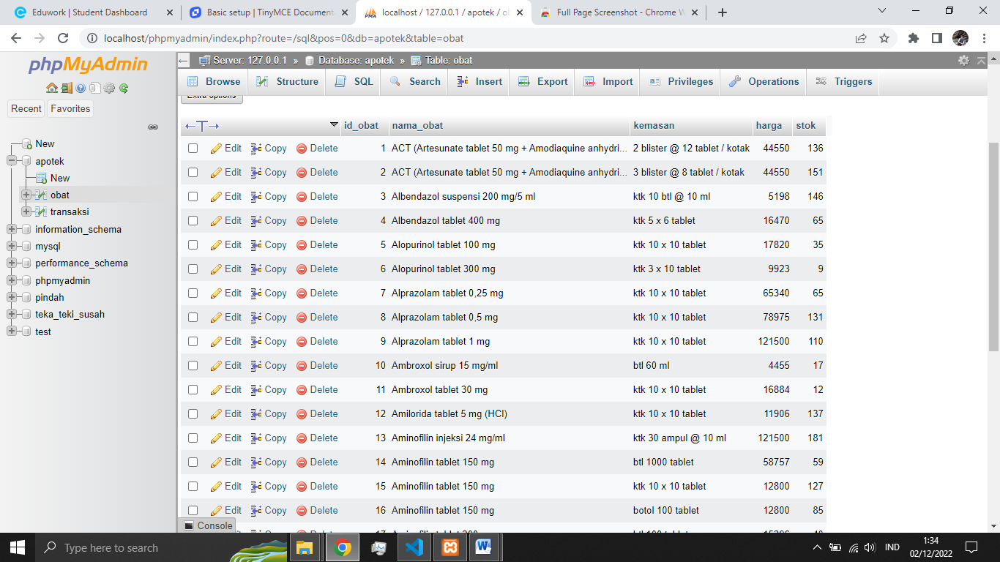 Eduwork | Student Dashboard
Basic setup | TinyMCE Document
localhost / 127.0.0.1 / apotek / o
Full Page Screenshot - Chrome W
localhost/phpmyadmin/index.php?route=/sql&pos=0&db=apotek&table=obat
phpMyAdmin
Recent Favorites
New
apotek
New
obat
transaksi
information_schema
mysql
performance_schema
phpmyadmin
pindah
teka_teki_susah
test
Server: 127.0.0.1 » Database: apotek » Table: obat
Browse Structure SQL Search Insert Export Import Privileges Operations Triggers
Extra options
id_obat nama_obat kemasan harga stok
Edit Copy Delete 1 ACT (Artesunate tablet 50 mg + Amodiaquine anhydri... 2 blister @ 12 tablet / kotak 44550 136
Edit Copy Delete 2 ACT (Artesunate tablet 50 mg + Amodiaquine anhydri... 3 blister @ 8 tablet / kotak 44550 151
Edit Copy Delete 3 Albendazol suspensi 200 mg/5 ml ktk 10 btl @ 10 ml 5198 146
Edit Copy Delete 4 Albendazol tablet 400 mg ktk 5 x 6 tablet 16470 65
Edit Copy Delete 5 Alopurinol tablet 100 mg ktk 10 x 10 tablet 17820 35
Edit Copy Delete 6 Alopurinol tablet 300 mg ktk 3 x 10 tablet 9923 9
Edit Copy Delete 7 Alprazolam tablet 0,25 mg ktk 10 x 10 tablet 65340 65
Edit Copy Delete 8 Alprazolam tablet 0,5 mg ktk 10 x 10 tablet 78975 131
Edit Copy Delete 9 Alprazolam tablet 1 mg ktk 10 x 10 tablet 121500 110
Edit Copy Delete 10 Ambroxol sirup 15 mg/ml btl 60 ml 4455 17
Edit Copy Delete 11 Ambroxol tablet 30 mg ktk 10 x 10 tablet 16884 12
Edit Copy Delete 12 Amilorida tablet 5 mg (HCl) ktk 10 x 10 tablet 11906 137
Edit Copy Delete 13 Aminofilin injeksi 24 mg/ml ktk 30 ampul @ 10 ml 121500 181
Edit Copy Delete 14 Aminofilin tablet 150 mg btl 1000 tablet 58757 59
Edit Copy Delete 15 Aminofilin tablet 150 mg ktk 10 x 10 tablet 12800 127
Edit Copy Delete 16 Aminofilin tablet 150 mg botol 100 tablet 12800 85
Console
Type here to search
IND
1:34
02/12/2022